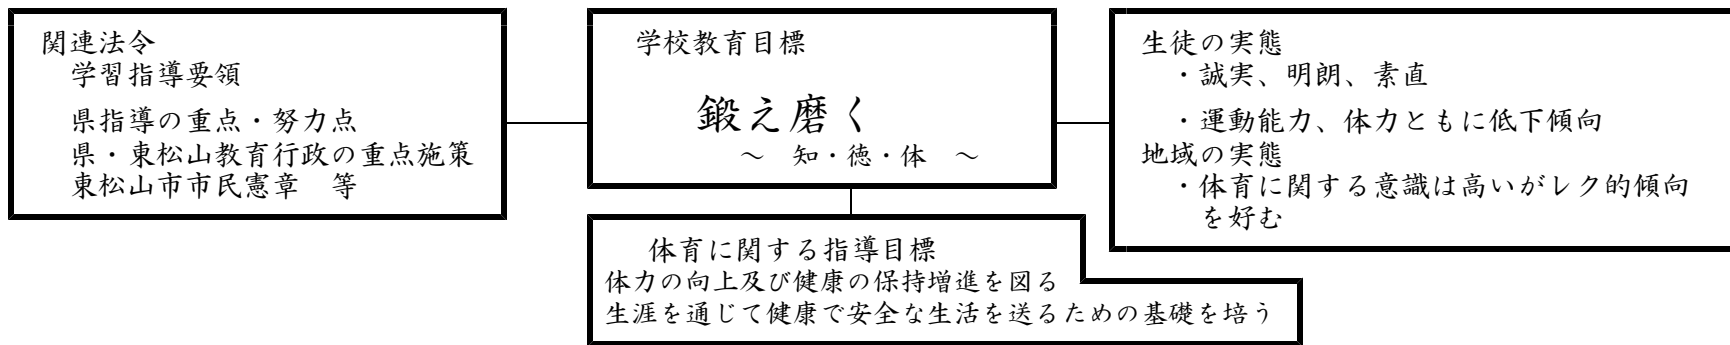 関連法令
学習指導要領
県指導の重点・努力点
県・東松山教育行政の重点施策
東松山市市民憲章　等
学校教育目標
鍛え磨く
～　知・徳・体　～
生徒の実態
・誠実、明朗、素直
・運動能力、体力ともに低下傾向
地域の実態
・体育に関する意識は高いがレク的傾向
を好む
体育に関する指導目標
体力の向上及び健康の保持増進を図る
生涯を通じて健康で安全な生活を送るための基礎を培う